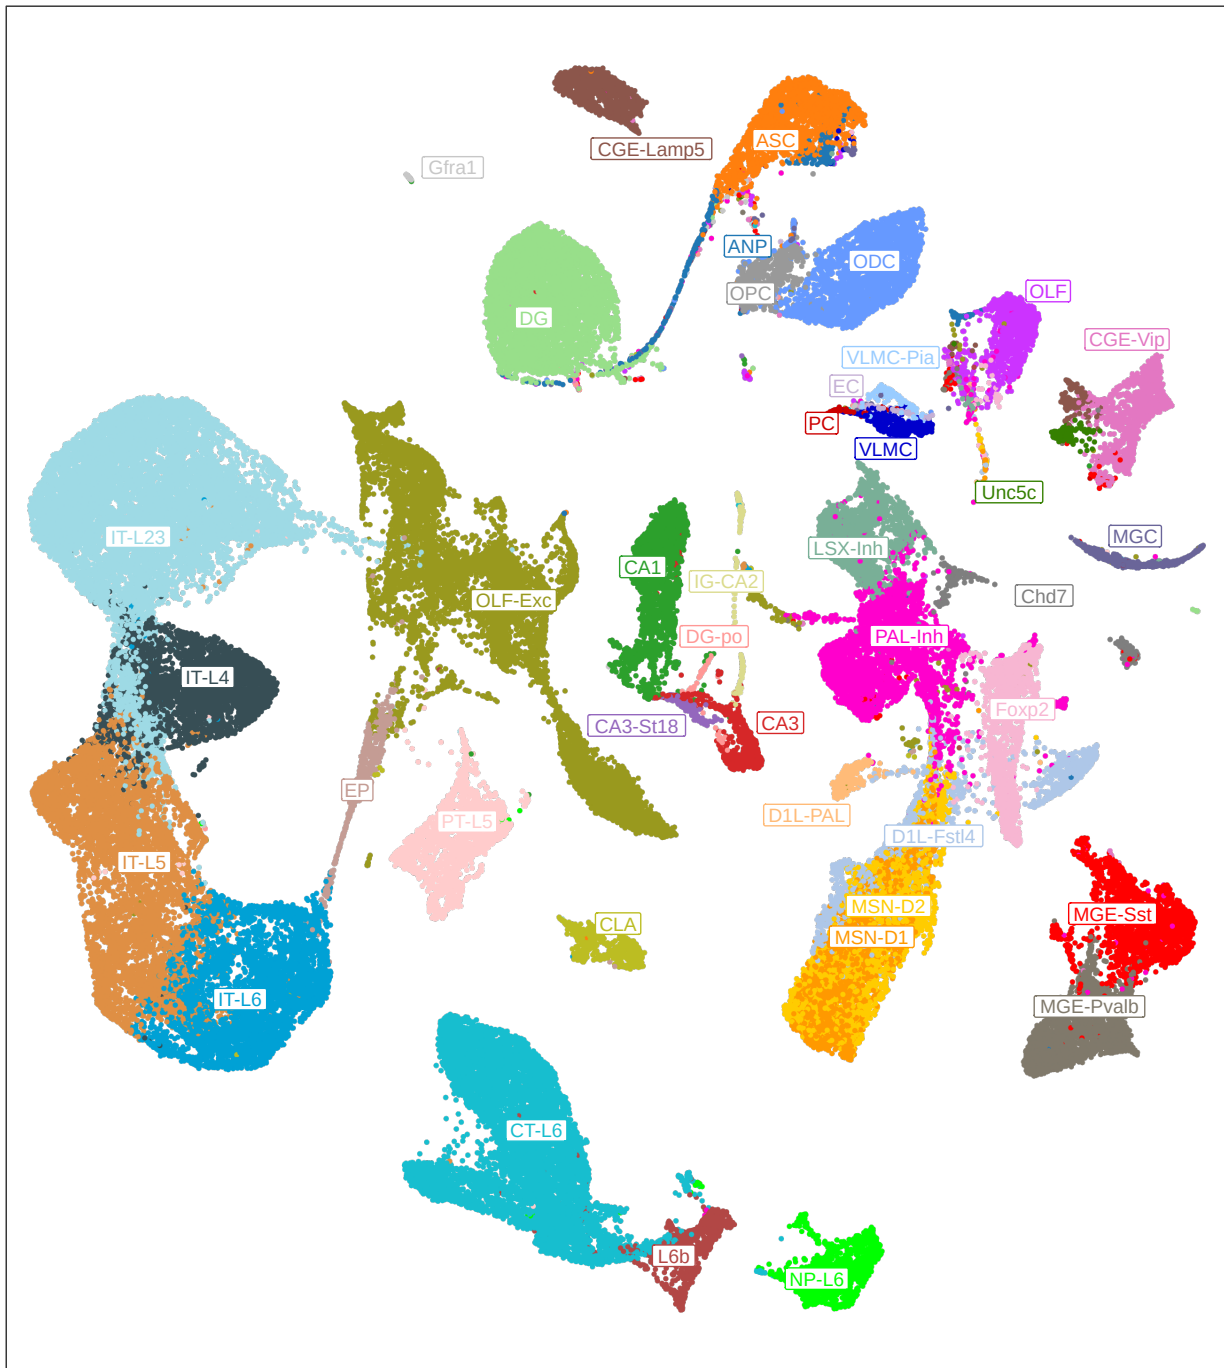 ASC
CGE-Lamp5
Gfra1
ANP
ODC
OPC
OLF
DG
CGE-Vip
VLMC-Pia
EC
PC
VLMC
Unc5c
IT-L23
LSX-Inh
MGC
CA1
IG-CA2
OLF-Exc
Chd7
DG-po
PAL-Inh
IT-L4
Foxp2
CA3-St18
CA3
EP
PT-L5
D1L-PAL
D1L-Fstl4
IT-L5
MSN-D2
MGE-Sst
CLA
MSN-D1
IT-L6
MGE-Pvalb
CT-L6
L6b
NP-L6